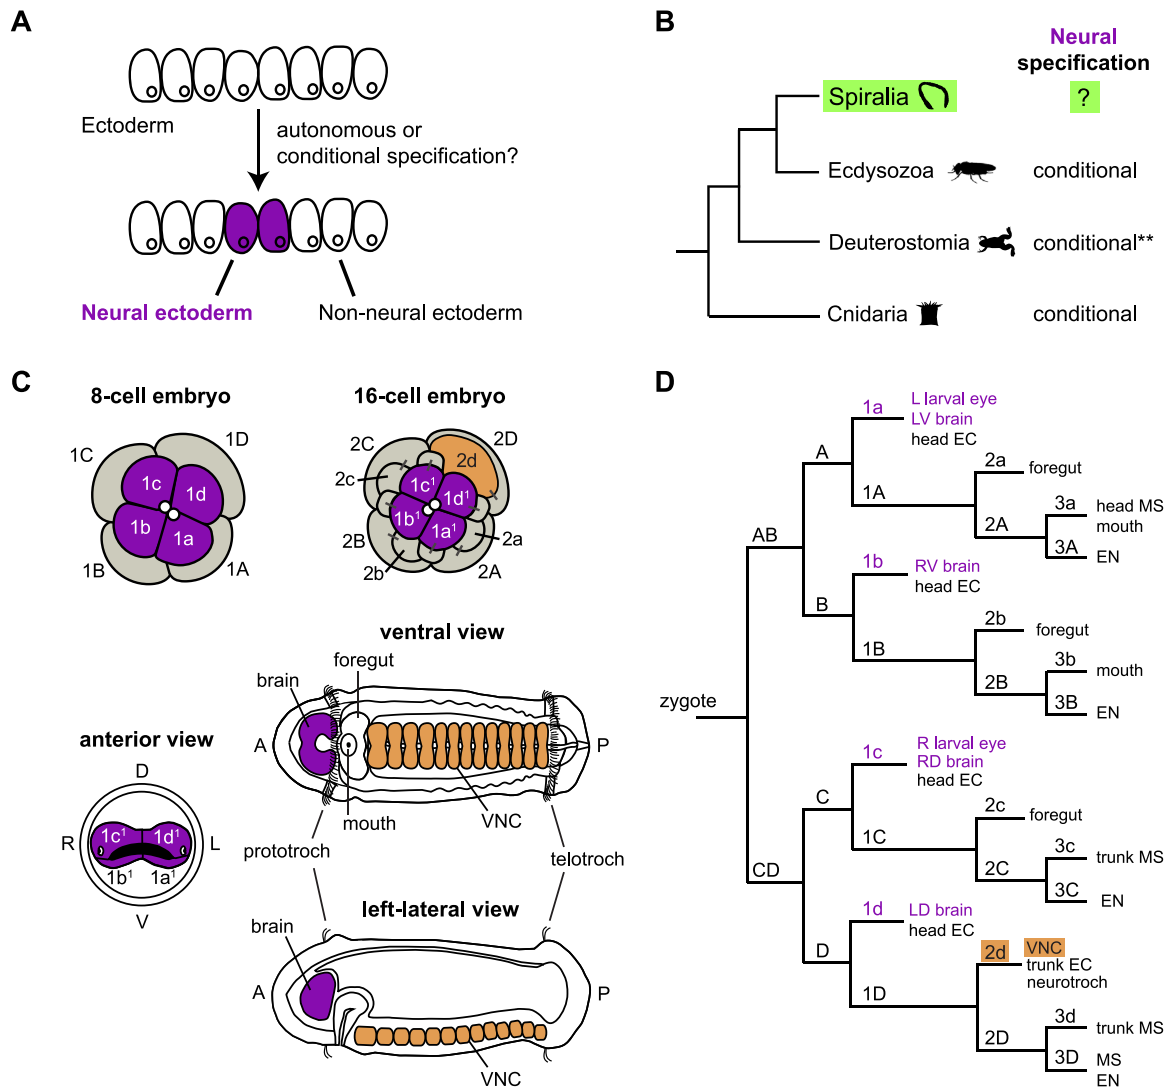 A
Ectoderm
autonomous or
conditional specification?
Neural ectoderm
Non-neural ectoderm
B
Neural
specification
Spiralia
?
Ecdysozoa
conditional
Deuterostomia
conditional**
Cnidaria
conditional
C
8-cell embryo
1C
1D
1c
1d
1b
1a
1B
1A
16-cell embryo
2C
2D
2c
2d
1c¹
1d¹
1b¹
1a¹
2B
2a
2b
2A
ventral view
foregut
brain
A
P
mouth
VNC
prototroch
telotroch
anterior view
D
1c¹
1d¹
R
L
1b¹
1a¹
V
left-lateral view
brain
A
P
VNC
D
zygote
AB
A
1a
L larval eye
LV brain
head EC
1A
2a
foregut
2A
3a
head MS
mouth
3A
EN
B
1b
RV brain
head EC
1B
2b
foregut
2B
3b
mouth
3B
EN
CD
C
1c
R larval eye
RD brain
head EC
1C
2c
foregut
2C
3c
trunk MS
3C
EN
D
1d
LD brain
head EC
1D
2d
VNC
trunk EC
neurotroch
2D
3d
trunk MS
3D
MS
EN